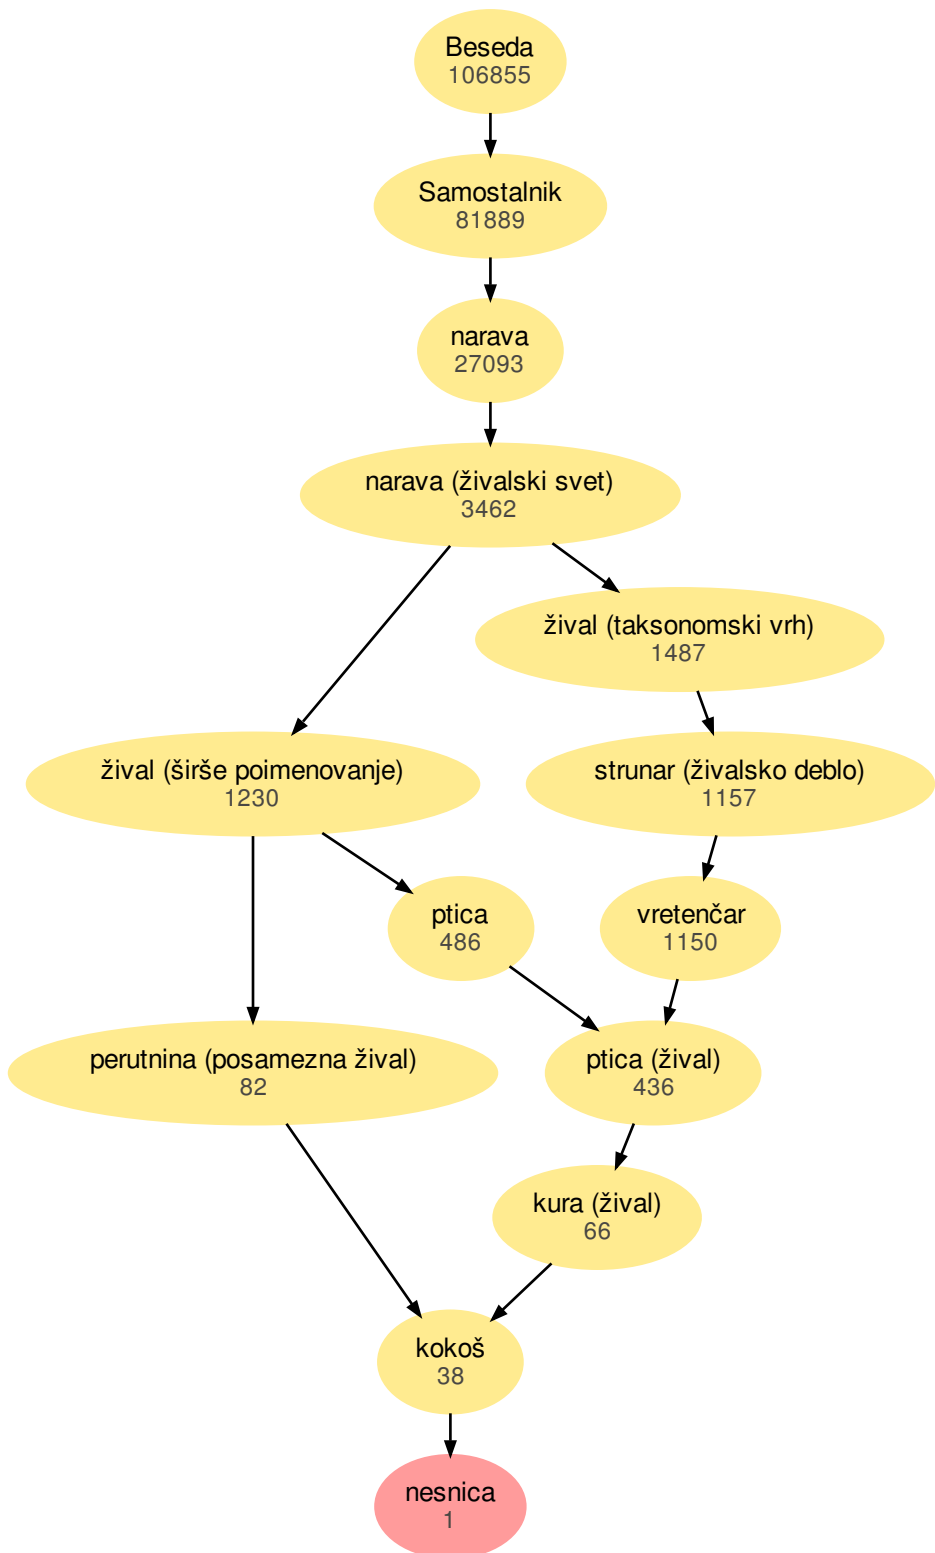 Beseda
106855
Samostalnik
81889
narava
27093
narava (živalski svet)
3462
žival (taksonomski vrh)
1487
žival (širše poimenovanje)
1230
strunar (živalsko deblo)
1157
ptica
486
vretenčar
1150
perutnina (posamezna žival)
82
ptica (žival)
436
kura (žival)
66
kokoš
38
nesnica
1